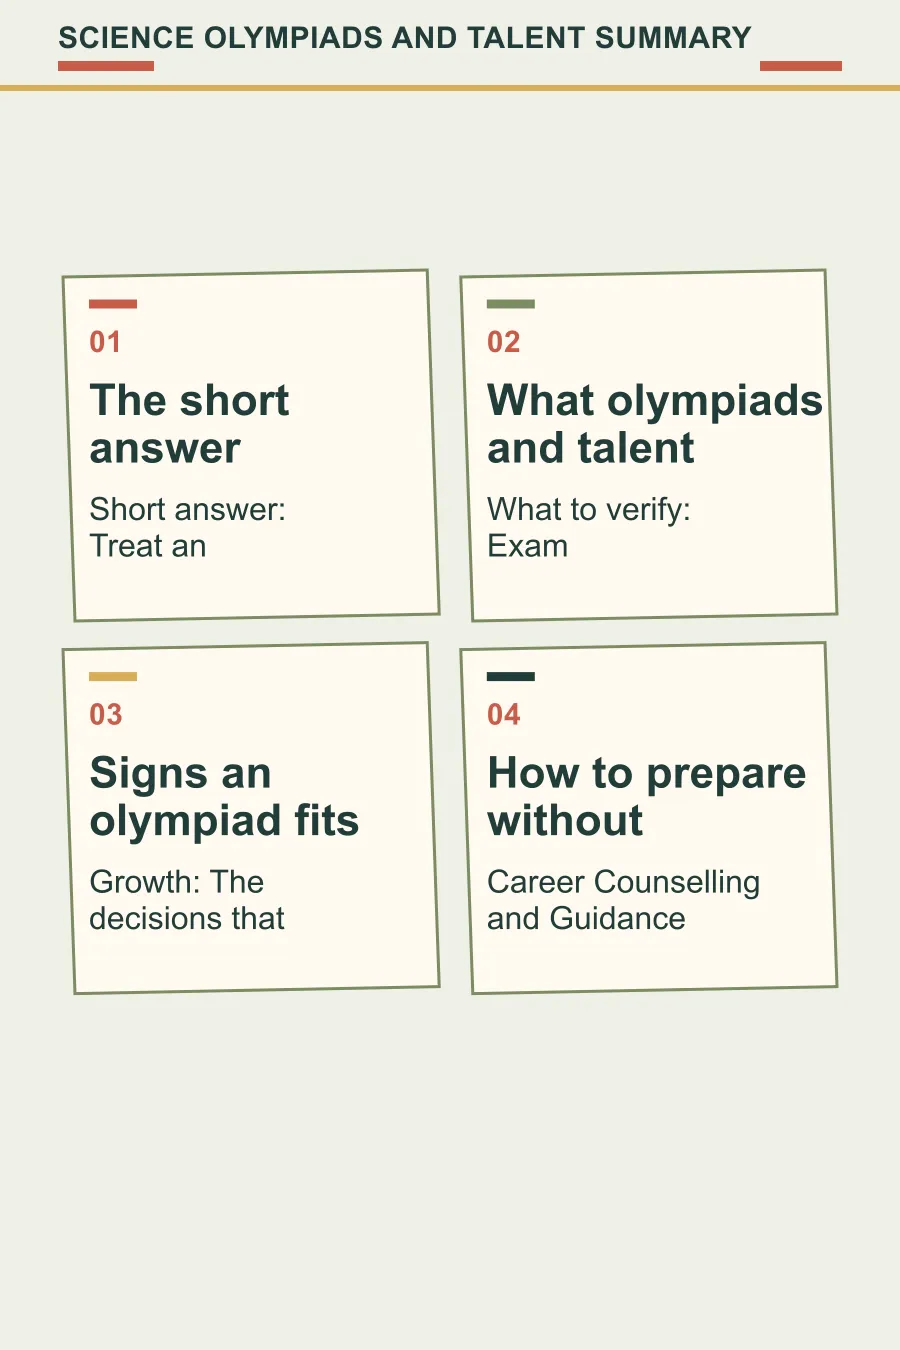 SCIENCE OLYMPIADS AND TALENT SUMMARY
01
The short
answer
Short answer:
Treat an
02
What olympiads
and talent
What to verify:
Exam
03
Signs an
olympiad fits
Growth: The
decisions that
04
How to prepare
without
Career Counselling
and Guidance